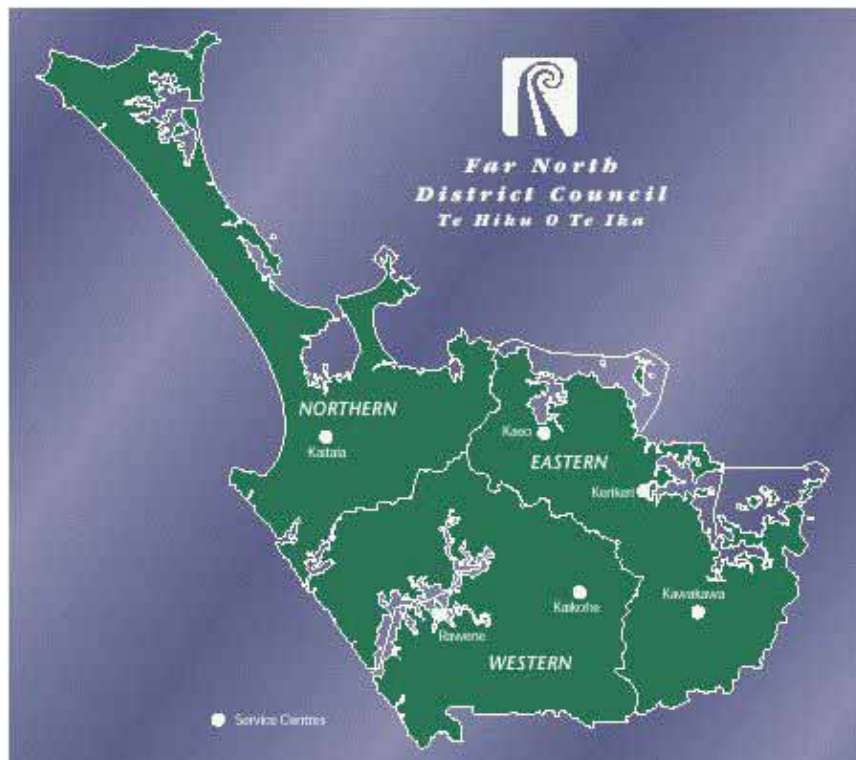 Far North
District Council
Te Hiku O Te Ika
NORTHERN
Kaitaia
Kaeo
EASTERN
Kerikeri
Kaikohe
Kawakawa
Rawene
WESTERN
Service Centres